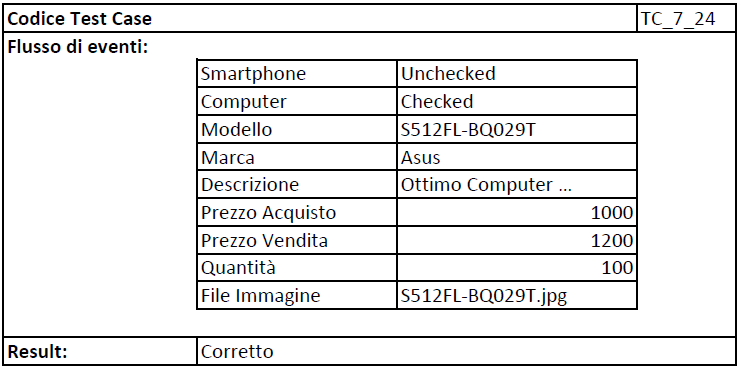 Codice Test Case TC_7_24
Flusso di eventi:
Smartphone Unchecked
Computer Checked
Modello S512FL-BQ029T
Marca Asus
Descrizione Ottimo Computer ...
Prezzo Acquisto 1000
Prezzo Vendita 1200
Quantità 100
File Immagine S512FL-BQ029T.jpg
Result: Corretto